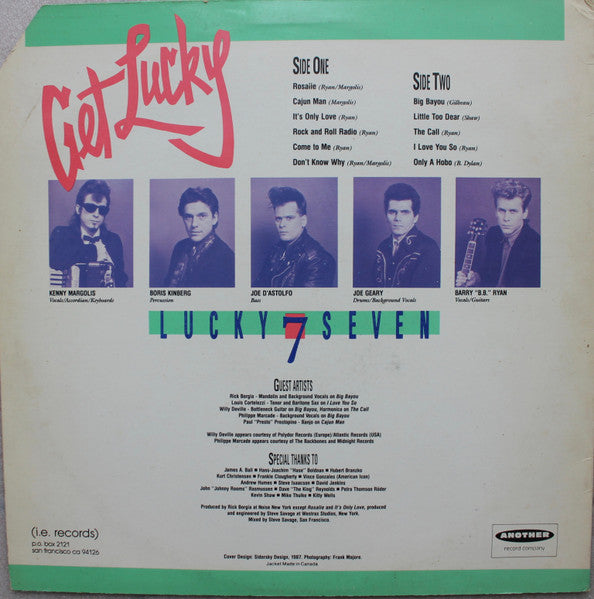 Get Lucky
SIDE ONE
Rosalie (Ryan/Margolis)
Cajun Man (Margolis)
It's Only Love (Ryan)
Rock and Roll Radio (Ryan)
Come to Me (Ryan)
Don't Know Why (Ryan/Margolis)
SIDE TWO
Big Bayou (Gilbeau)
Little Too Dear (Shaw)
The Call (Ryan)
I Love You So (Ryan)
Only A Hobo (B. Dylan)
KENNY MARGOLIS
Vocals/Accordian/Keyboards
BORIS KINBERG
Percussion
JOE D'ASTOLFO
Bass
JOE GEARY
Drums/Background Vocals
BARRY "B.B." RYAN
Vocals/Guitars
LUCKY 7 SEVEN
GUEST ARTISTS
Rick Borgia - Mandolin and Background Vocals on Big Bayou
Louis Cortelezzi - Tenor and Baritone Sax on I Love You So
Willy Deville - Bottleneck Guitar on Big Bayou, Harmonica on The Call
Philippe Marcade - Background Vocals on Big Bayou
Paul "Presto" Prestopino - Banjo on Cajun Man
Willy Deville appears courtesy of Polydor Records (Europe)/Atlantic Records (USA)
Philippe Marcade appears courtesy of The Backbones and Midnight Records
SPECIAL THANKS TO
James A. Ball • Hans-Joachim "Hase" Goldman • Hubert Branzko
Kurt Christensen • Frankie Clougherty • Vince Gonzales (American Icon)
Andrew Humes • Steve Isaacson • David Jenkins
John "Johnny Rooms" Rasmussen • Dave "The King" Reynolds • Petra Thomson Röder
Kevin Shaw • Mike Thulke • Kitty Wells
Produced by Rick Borgia at Noise New York except Rosalie and It's Only Love, produced
and engineered by Steve Savage at Westrax Studios, New York.
Mixed by Steve Savage, San Francisco.
(i.e. records)
p.o. box 2121
san francisco ca 94126
ANOTHER
record company
Cover Design: Sidorsky Design, 1987. Photography: Frank Majore.
Jacket Made in Canada